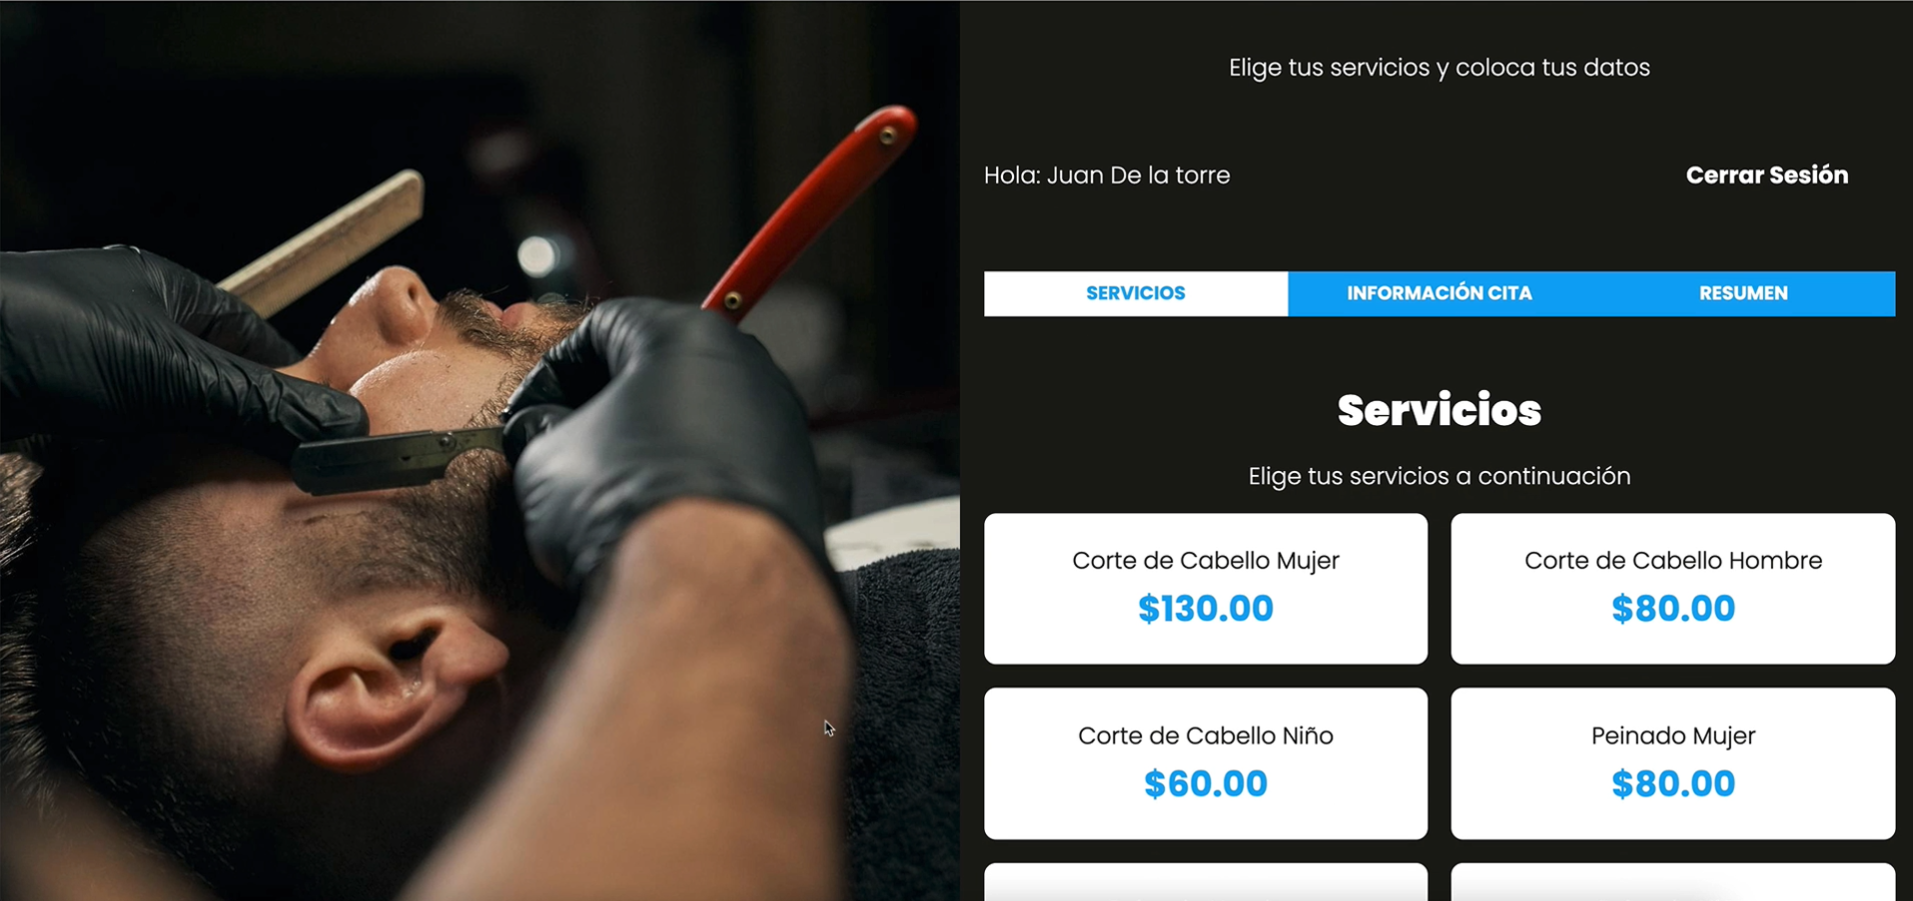 Elige tus servicios y coloca tus datos
Hola: Juan De la torre
Cerrar Sesión
SERVICIOS
INFORMACIÓN CITA
RESUMEN
Servicios
Elige tus servicios a continuación
Corte de Cabello Mujer
$130.00
Corte de Cabello Hombre
$80.00
Corte de Cabello Niño
$60.00
Peinado Mujer
$80.00